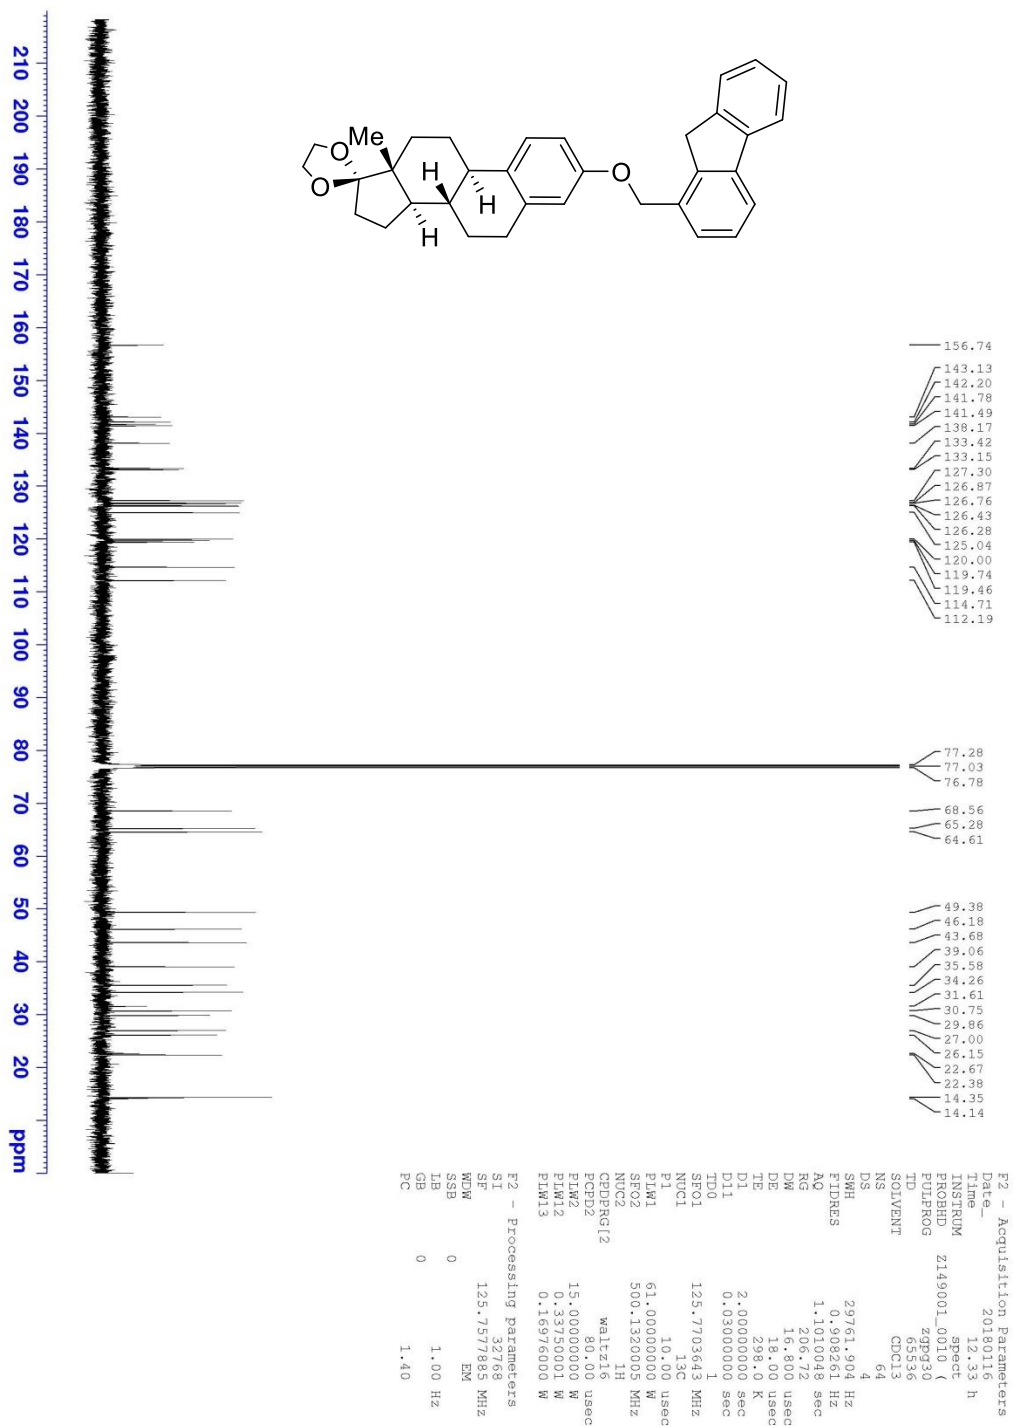 210 200 190 180 170 160 150 140 130 120 110 100 90 80 70 60 50 40 30 20 ppm
Me
O
O
H
H
H
O
156.74
143.13
142.20
141.78
141.49
138.17
133.42
133.15
127.30
126.87
126.76
126.43
126.28
125.04
120.00
119.74
119.46
114.71
112.19
77.28
77.03
76.78
68.56
65.28
64.61
49.38
46.18
43.68
39.06
35.58
34.26
31.61
30.75
29.86
27.00
26.15
22.67
22.38
14.35
14.14
F2 - Acquisition Parameters
Date_ 20180116
Time 12.33 h
INSTRUM spect
PROBHD Z149001_0010 (
PULPROG zgpg30
TD 65536
SOLVENT CDCl3
NS 64
DS 4
SWH 29761.904 Hz
FIDRES 0.908261 Hz
AQ 1.1010048 sec
RG 206.72
DW 16.800 usec
DE 18.00 usec
TE 298.0 K
D1 2.00000000 sec
D11 0.03000000 sec
TD0 1
SFO1 125.7703643 MHz
NUC1 13C
P1 10.00 usec
PLW1 61.00000000 W
SFO2 500.1320005 MHz
NUC2 1H
CPDPRG[2 waltz16
PCPD2 80.00 usec
PLW2 15.00000000 W
PLW12 0.33750001 W
PLW13 0.16976000 W
F2 - Processing parameters
SI 32768
SF 125.7577885 MHz
WDW EM
SSB 0
LB 1.00 Hz
GB 0
PC 1.40